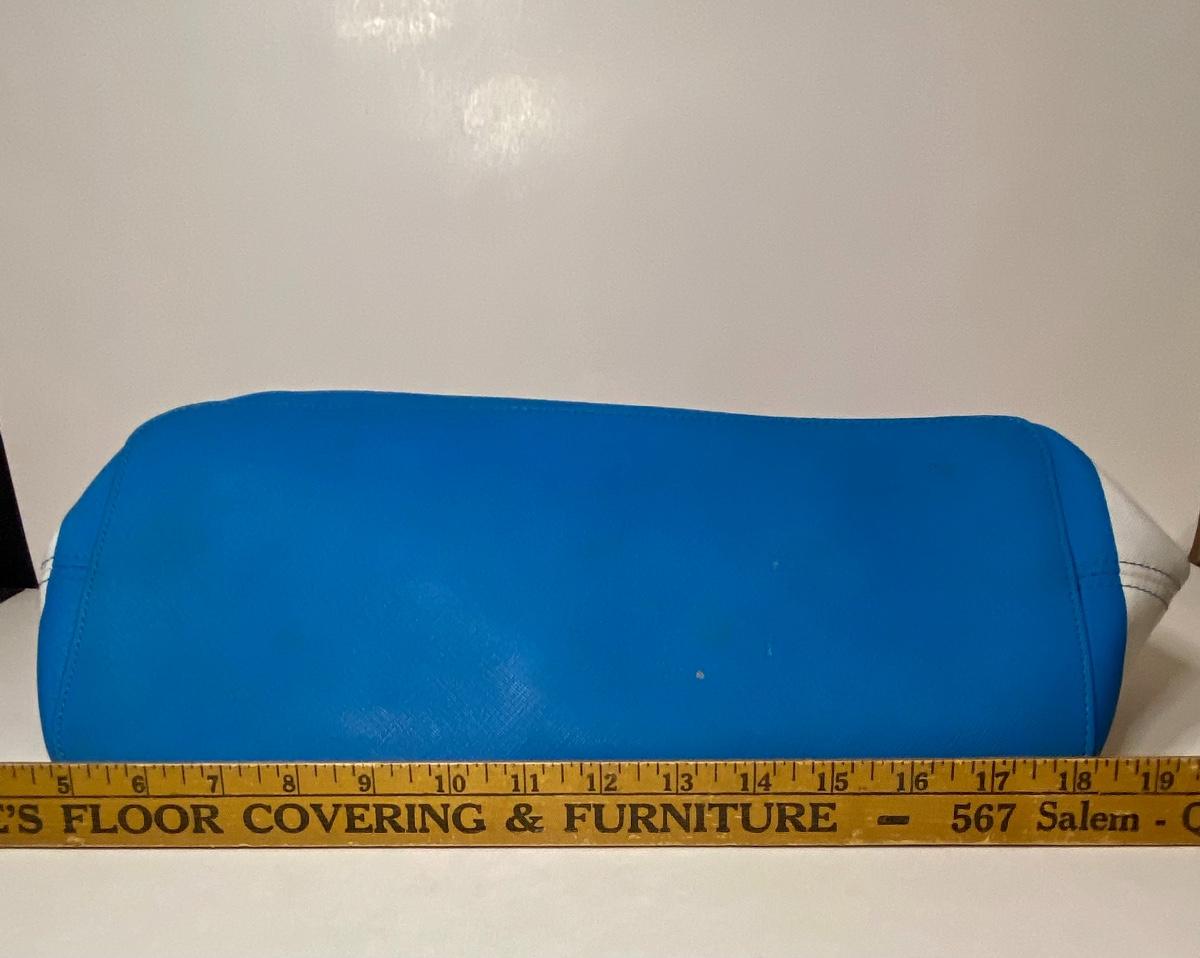 5 6 7 8 9 10 11 12 13 14 15 16 17 18 19
'S FLOOR COVERING & FURNITURE - 567 Salem -